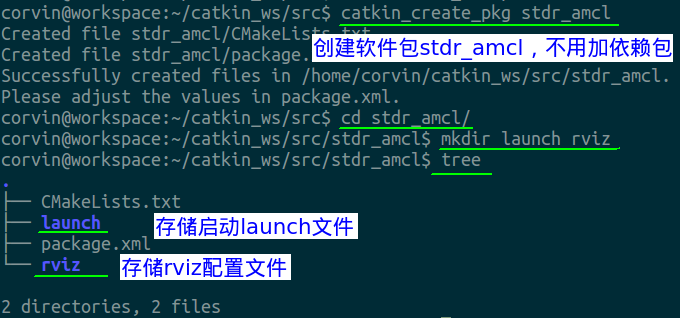 corvin@workspace:~/catkin_ws/src$ catkin_create_pkg stdr_amcl
Created file stdr_amcl/CMakeLists.txt
创建软件包stdr_amcl，不用加依赖包
Created file stdr_amcl/package.
Successfully created files in /home/corvin/catkin_ws/src/stdr_amcl.
Please adjust the values in package.xml.
corvin@workspace:~/catkin_ws/src$ cd stdr_amcl/
corvin@workspace:~/catkin_ws/src/stdr_amcl$ mkdir launch rviz
corvin@workspace:~/catkin_ws/src/stdr_amcl$ tree
.
├── CMakeLists.txt
├── launch 存储启动launch文件
├── package.xml
└── rviz 存储rviz配置文件
2 directories, 2 files